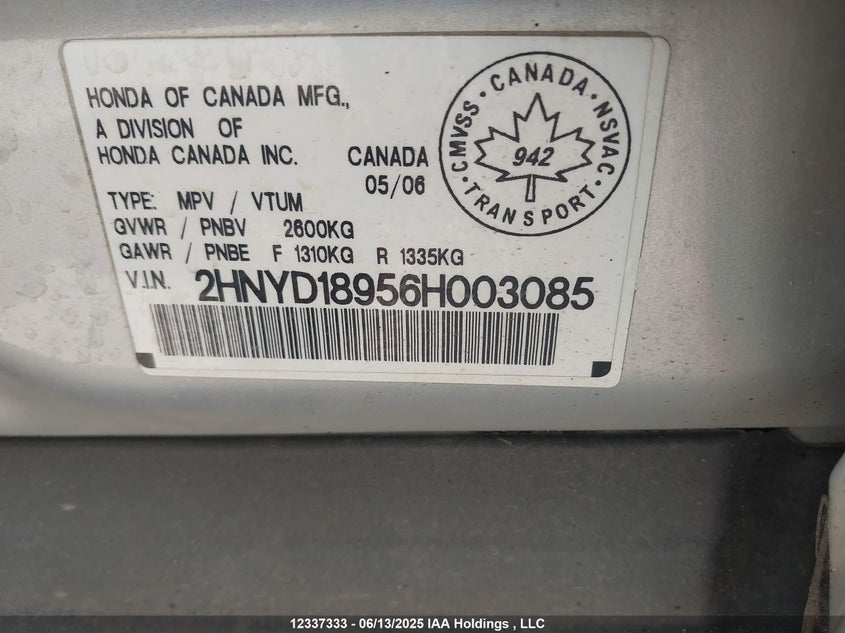 HONDA OF CANADA MFG.,
A DIVISION OF
HONDA CANADA INC. CANADA
05/06
TYPE: MPV / VTUM
GVWR / PNBV 2600KG
GAWR / PNBE F 1310KG R 1335KG
V.I.N. 2HNYD18956H003085
· CANADA ·
CMVSS · NSVAC
942
· TRANSPORT ·
12337333 - 06/13/2025 IAA Holdings , LLC